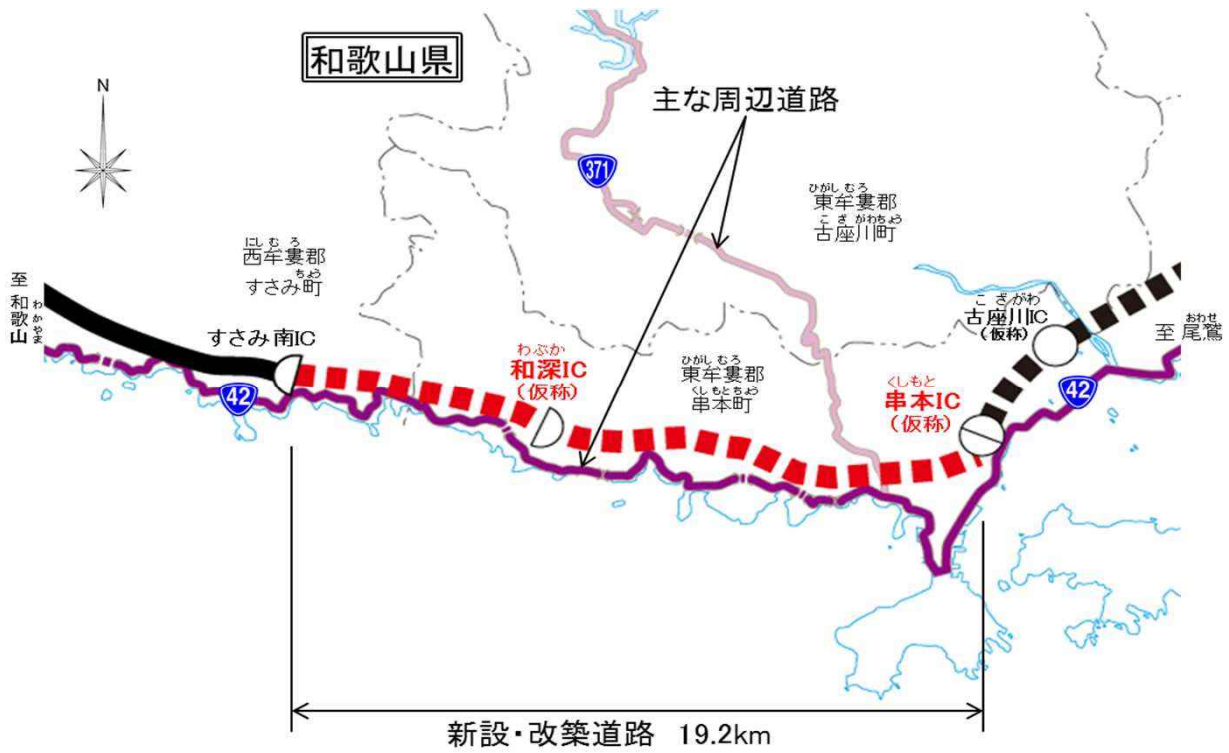 和歌山県
N
主な周辺道路
371
ひがし むろ
東牟婁郡
こ ざ がわちょう
古座川町
にし む ろ
西牟婁郡
ちょう
すさみ町
至 和歌山
わかやま
すさみ南IC
42
わぶか
和深IC
(仮称)
ひがし むろ
東牟婁郡
くしもとちょう
串本町
くしもと
串本IC
(仮称)
こ ざがわ
古座川IC
(仮称)
おわせ
至 尾鷲
42
新設・改築道路 19.2km